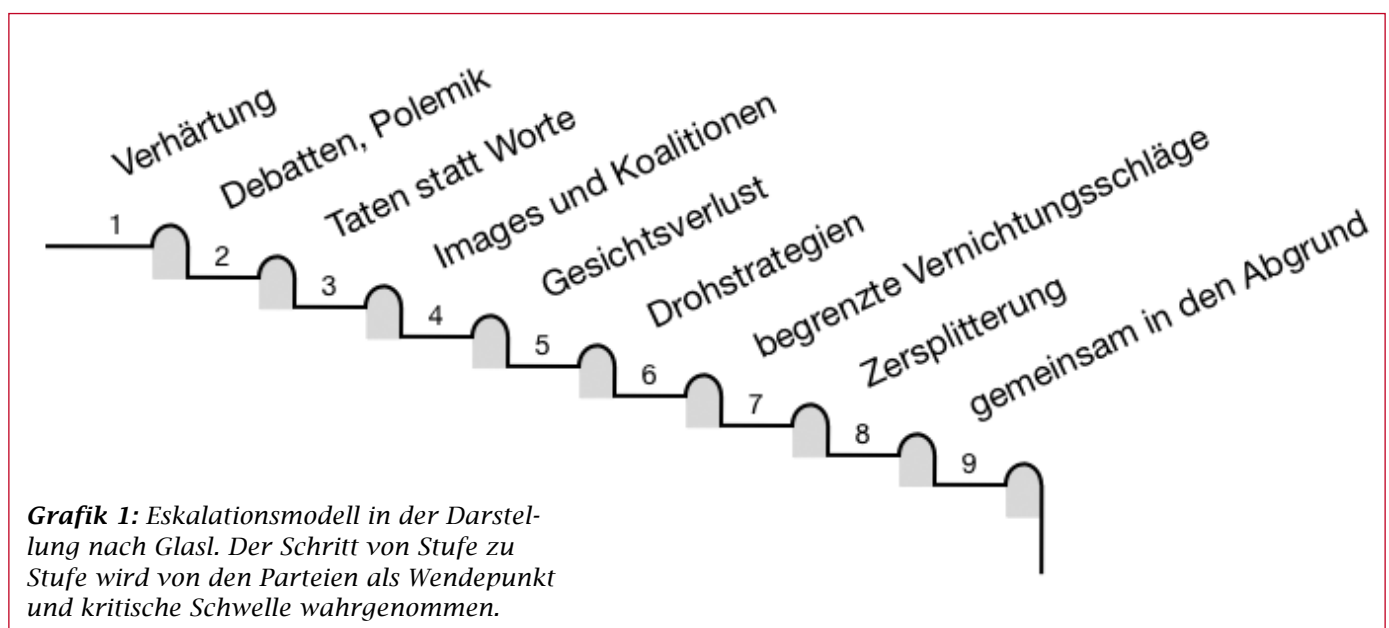 1 Verhärtung
2 Debatten, Polemik
3 Taten statt Worte
4 Images und Koalitionen
5 Gesichtsverlust
6 Drohstrategien
7 begrenzte Vernichtungsschläge
8 Zersplitterung
9 gemeinsam in den Abgrund
Grafik 1: Eskalationsmodell in der Darstel-
lung nach Glasl. Der Schritt von Stufe zu
Stufe wird von den Parteien als Wendepunkt
und kritische Schwelle wahrgenommen.